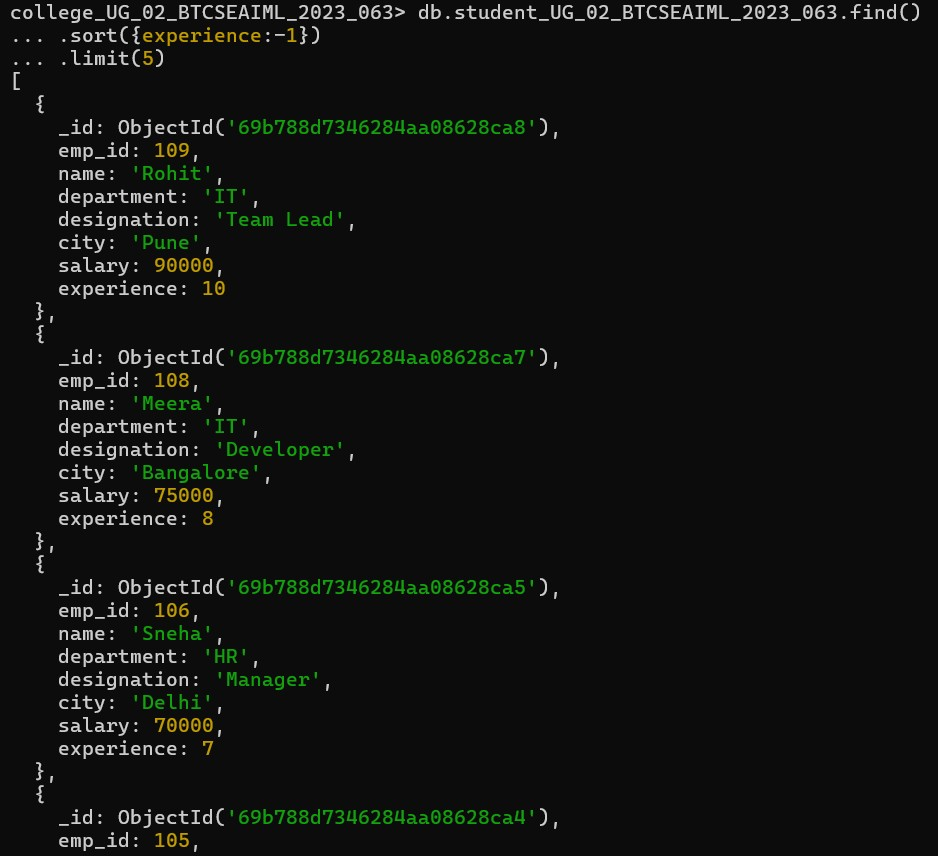 college_UG_02_BTCSEAIML_2023_063> db.student_UG_02_BTCSEAIML_2023_063.find()
... .sort({experience:-1})
... .limit(5)
[
  {
    _id: ObjectId('69b788d7346284aa08628ca8'),
    emp_id: 109,
    name: 'Rohit',
    department: 'IT',
    designation: 'Team Lead',
    city: 'Pune',
    salary: 90000,
    experience: 10
  },
  {
    _id: ObjectId('69b788d7346284aa08628ca7'),
    emp_id: 108,
    name: 'Meera',
    department: 'IT',
    designation: 'Developer',
    city: 'Bangalore',
    salary: 75000,
    experience: 8
  },
  {
    _id: ObjectId('69b788d7346284aa08628ca5'),
    emp_id: 106,
    name: 'Sneha',
    department: 'HR',
    designation: 'Manager',
    city: 'Delhi',
    salary: 70000,
    experience: 7
  },
  {
    _id: ObjectId('69b788d7346284aa08628ca4'),
    emp_id: 105,